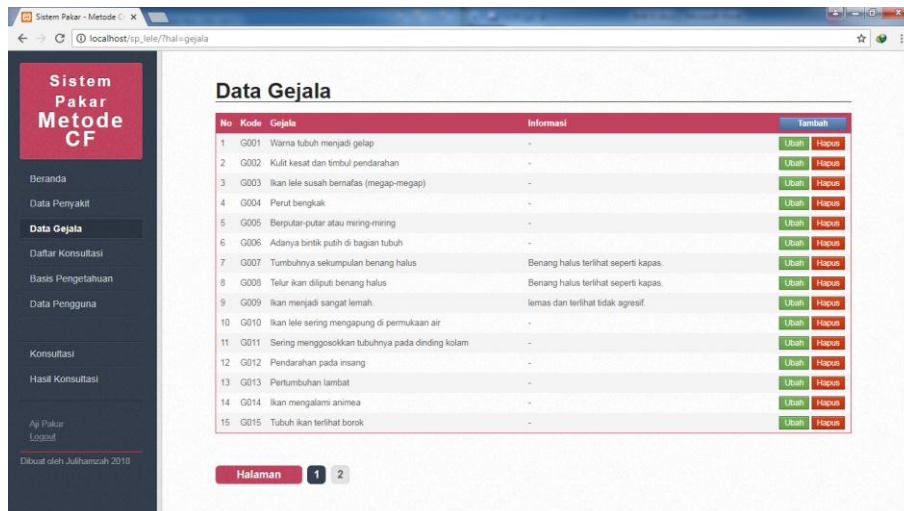 Sistem Pakar - Metode C
localhost/sp_lele/?hal=gejala
Sistem
Pakar
Metode
CF
Beranda
Data Penyakit
Data Gejala
Daftar Konsultasi
Basis Pengetahuan
Data Pengguna
Konsultasi
Hasil Konsultasi
Aji Pakar
Logout
Dibuat oleh Julihamzah 2018
Data Gejala
No Kode Gejala Informasi Tambah
1 G001 Warna tubuh menjadi gelap - Ubah Hapus
2 G002 Kulit kesat dan timbul pendarahan - Ubah Hapus
3 G003 Ikan lele susah bernafas (megap-megap) - Ubah Hapus
4 G004 Perut bengkak - Ubah Hapus
5 G005 Berputar-putar atau miring-miring - Ubah Hapus
6 G006 Adanya bintik putih di bagian tubuh - Ubah Hapus
7 G007 Tumbuhnya sekumpulan benang halus Benang halus terlihat seperti kapas. Ubah Hapus
8 G008 Telur ikan diliputi benang halus Benang halus terlihat seperti kapas. Ubah Hapus
9 G009 Ikan menjadi sangat lemah. lemas dan terlihat tidak agresif. Ubah Hapus
10 G010 Ikan lele sering mengapung di permukaan air - Ubah Hapus
11 G011 Sering menggosokkan tubuhnya pada dinding kolam - Ubah Hapus
12 G012 Pendarahan pada insang - Ubah Hapus
13 G013 Pertumbuhan lambat - Ubah Hapus
14 G014 Ikan mengalami animea - Ubah Hapus
15 G015 Tubuh ikan terlihat borok - Ubah Hapus
Halaman 1 2